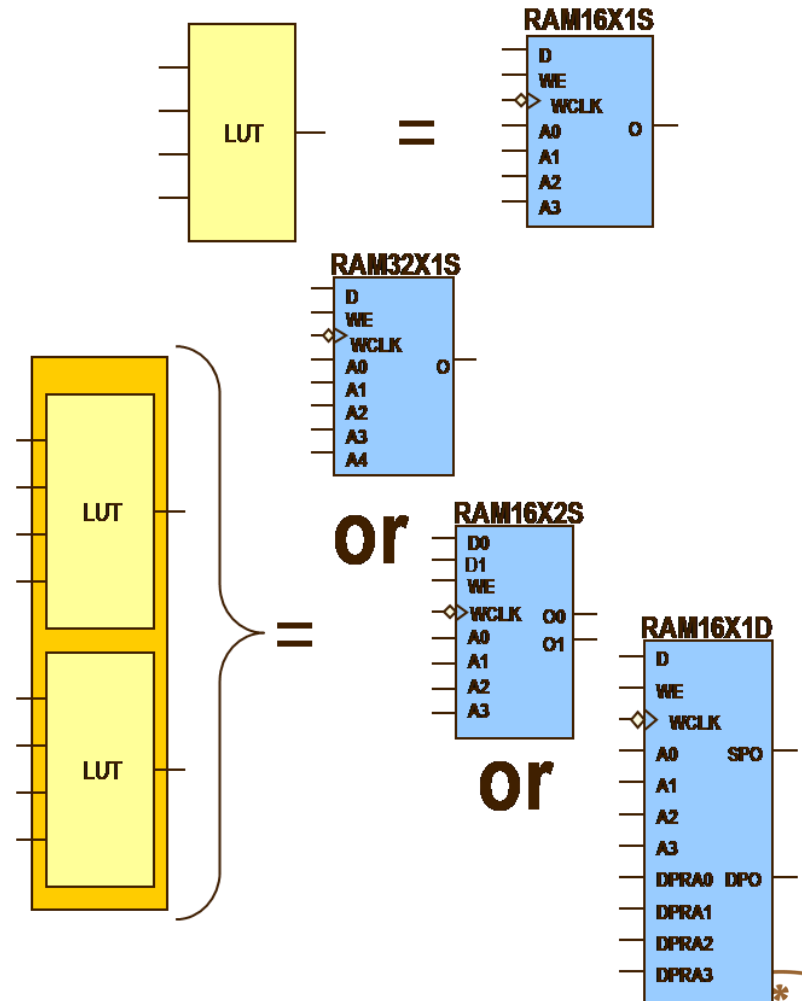 RAM16X1S
D
WE
WCLK
LUT
=
A0 O
A1
A2
A3
RAM32X1S
D
WE
WCLK
A0 O
A1
A2
A3
A4
LUT
or
RAM16X2S
D0
D1
WE
WCLK O0
A0 O1
A1
A2
A3
=
LUT
or
RAM16X1D
D
WE
WCLK
A0 SPO
A1
A2
A3
DPRA0 DPO
DPRA1
DPRA2
DPRA3
*